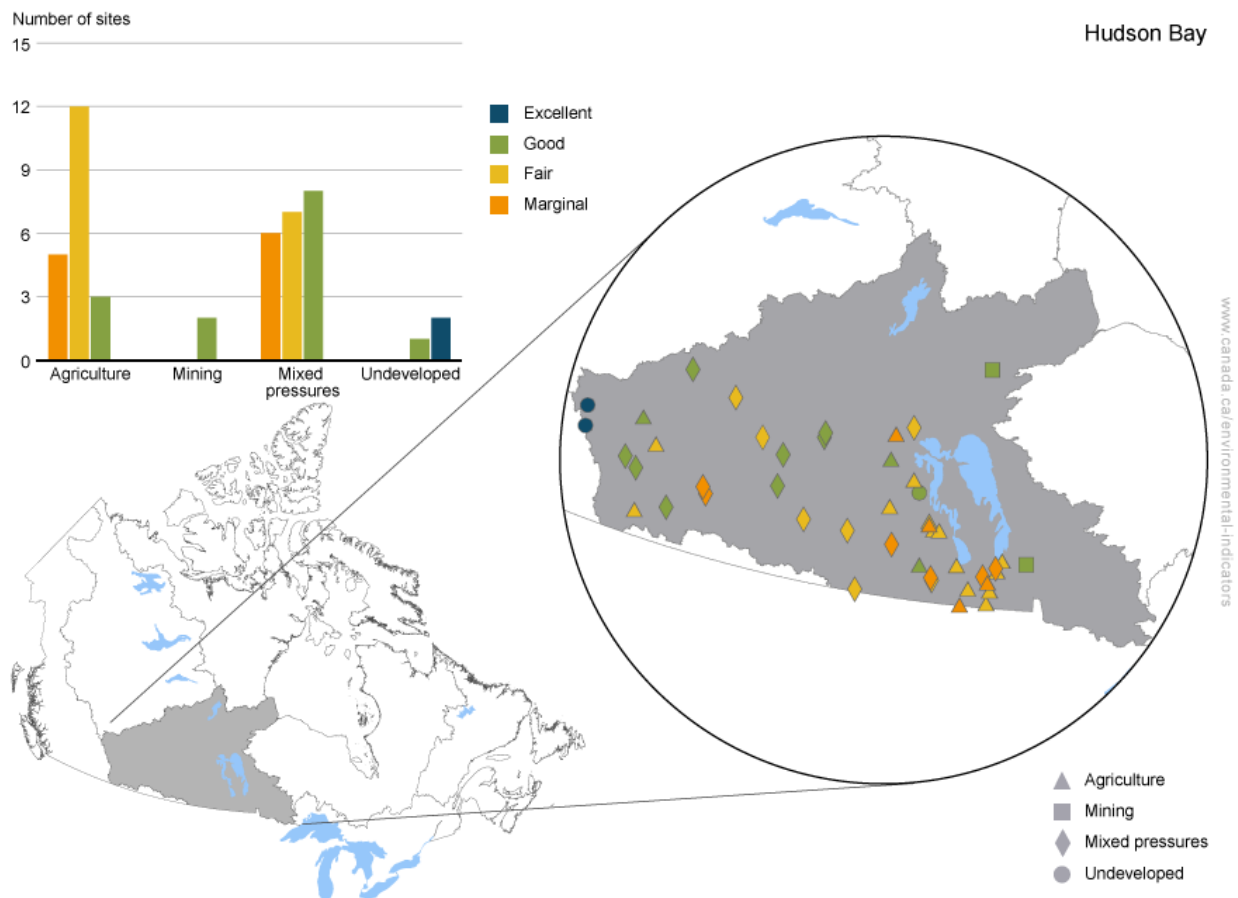 Number of sites
Hudson Bay
15
12
9
6
3
0
Agriculture
Mining
Mixed
pressures
Undeveloped
Excellent
Good
Fair
Marginal
www.canada.ca/environmental-indicators
Agriculture
Mining
Mixed pressures
Undeveloped